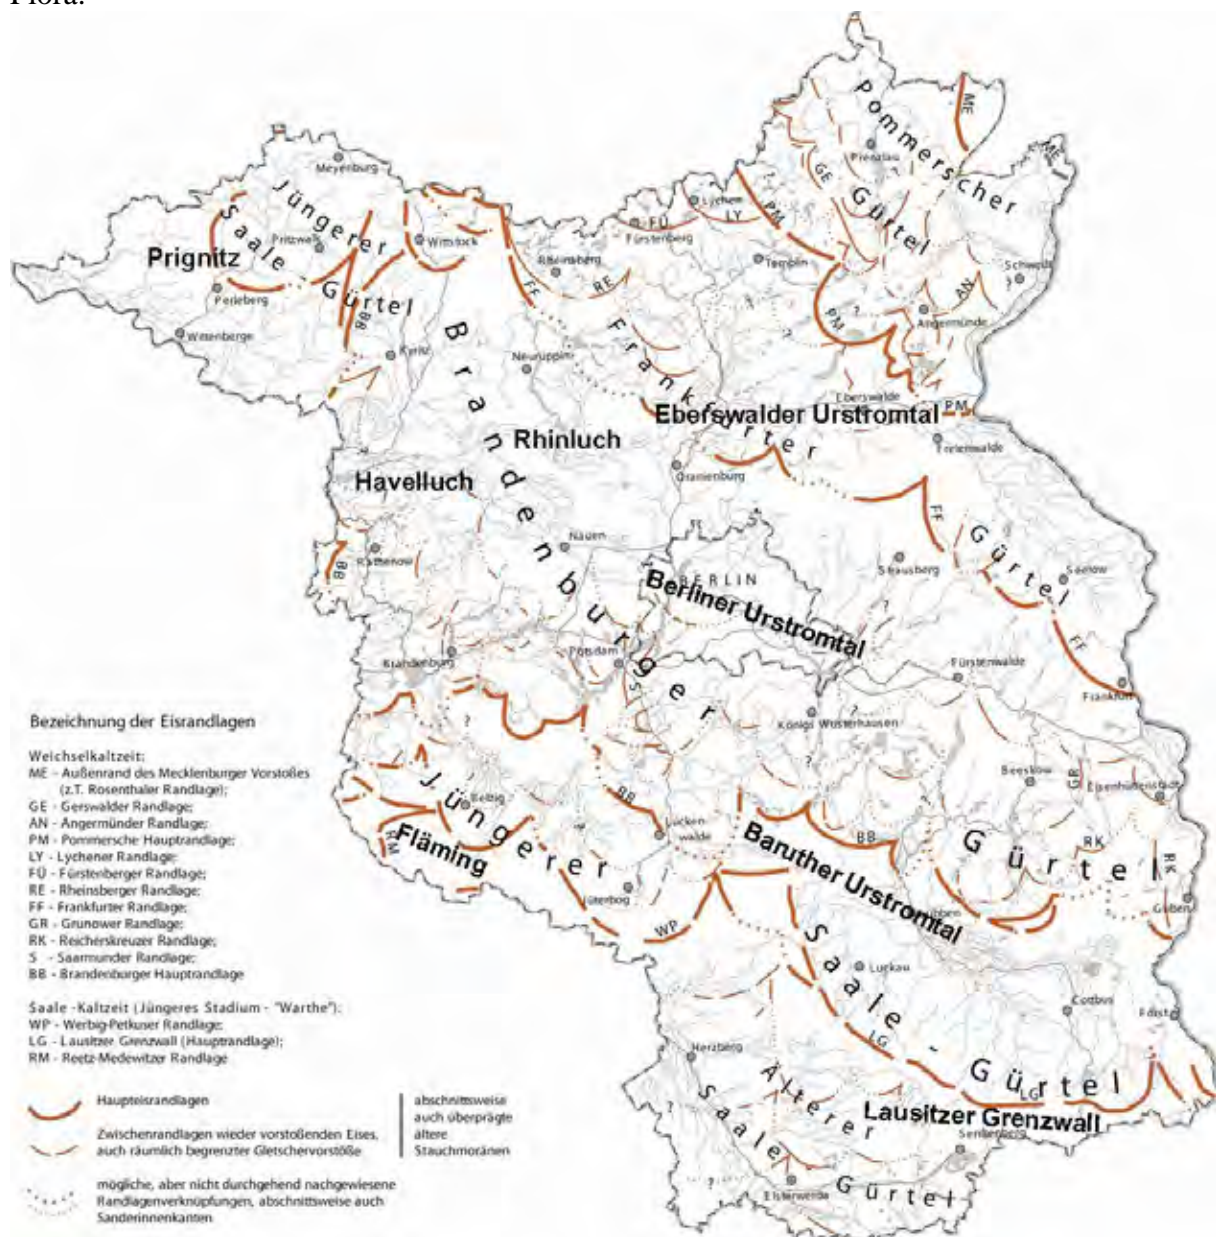 Flora.
Pommerscher Gürtel
ME
ME
Prenzlau
GE
Meyenburg
Jüngerer
Saale - Gürtel
Pritzwalk
Wittstock
Prignitz
Perleberg
Wittenberge
BB
Kyritz
Lychen
LY
FÜ
Fürstenberg
PM
Templin
Rheinsberg
RE
FF
Schwedt
AN
Angermünde
PM
Neuruppin
Eberswalde
PM
Eberswalder Urstromtal
Freienwalde
Frankfurter Gürtel
Brandenburger Gürtel
Rhinluch
Havelluch
Oranienburg
FF
Nauen
Rathenow
BB
Strausberg
Seelow
BERLIN
Berliner Urstromtal
Potsdam
Brandenburg
S
Fürstenwalde
FF
Frankfurt
Königs Wusterhausen
Beeskow
GR
Eisenhüttenstadt
Belzig
BB
Lucken-
walde
BB
RK
RK
Guben
RM
Fläming
Jüngerer
Saale - Gürtel
Baruther Urstromtal
Jüterbog
WP
Lübben
Luckau
Cottbus
Forst
LG
LG
Lausitzer Grenzwall
Herzberg
Älterer
Saale Gürtel
Senftenberg
Elsterwerda
Bezeichnung der Eisrandlagen
Weichselkaltzeit:
ME - Außenrand des Mecklenburger Vorstoßes
(z.T. Rosenthaler Randlage);
GE - Gerswalder Randlage;
AN - Angermünder Randlage;
PM - Pommersche Hauptrandlage;
LY - Lychener Randlage;
FÜ - Fürstenberger Randlage;
RE - Rheinsberger Randlage;
FF - Frankfurter Randlage;
GR - Grunower Randlage;
RK - Reicherskreuzer Randlage;
S - Saarmunder Randlage;
BB - Brandenburger Hauptrandlage
Saale -Kaltzeit (Jüngeres Stadium - "Warthe"):
WP - Werbig-Petkuser Randlage;
LG - Lausitzer Grenzwall (Hauptrandlage);
RM - Reetz-Medewitzer Randlage
Haupteisrandlagen
Zwischenrandlagen wieder vorstoßenden Eises,
auch räumlich begrenzter Gletschervorstöße
abschnittsweise
auch überprägte
ältere
Stauchmoränen
mögliche, aber nicht durchgehend nachgewiesene
Randlagenverknüpfungen, abschnittsweise auch
Sanderinnenkanten